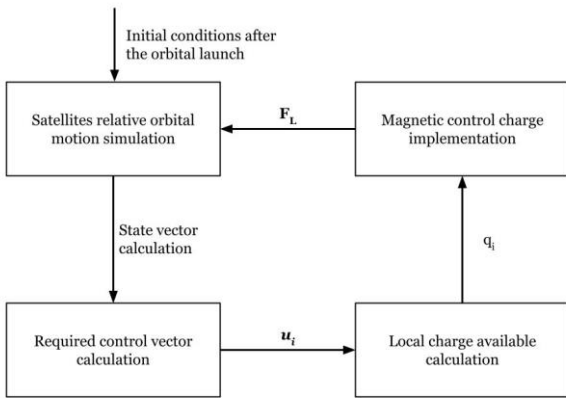 Initial conditions after
the orbital launch
Satellites relative orbital
motion simulation
F_L
Magnetic control charge
implementation
State vector
calculation
q_i
Required control vector
calculation
u_i
Local charge available
calculation